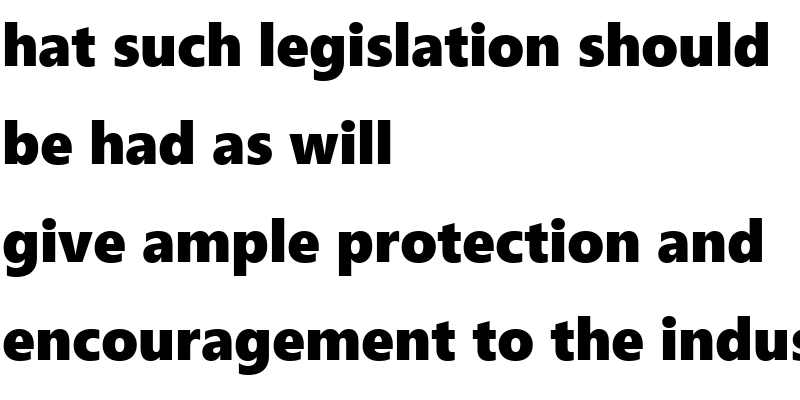 hat such legislation should
be had as will
give ample protection and
encouragement to the indus